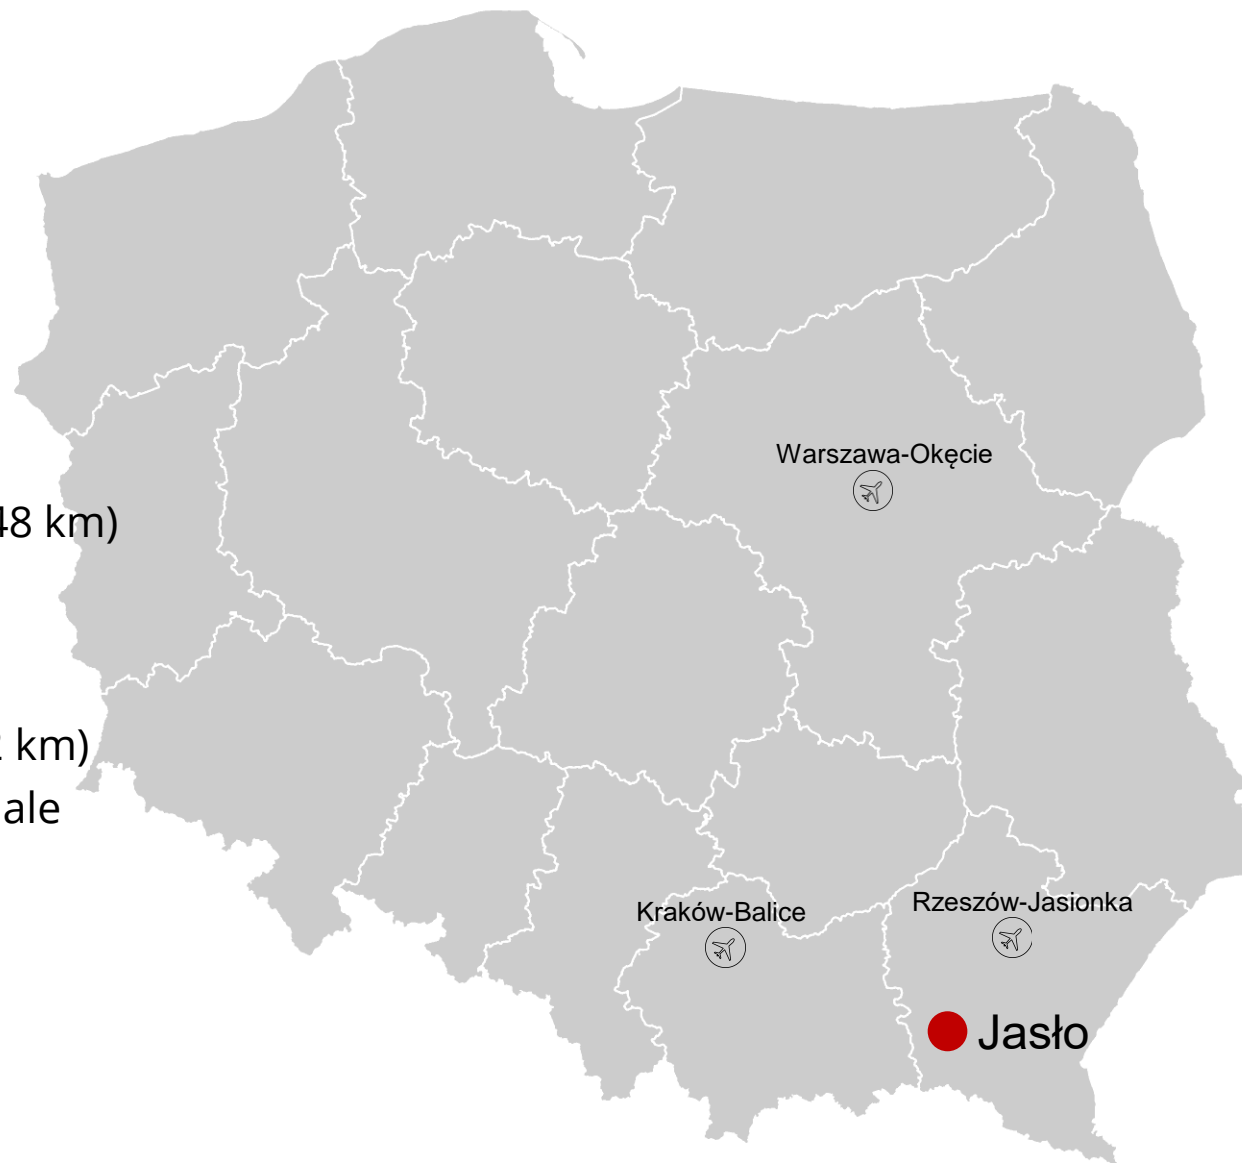 Warszawa-Okęcie
48 km)
km)
ale
Kraków-Balice
Rzeszów-Jasionka
Jasło